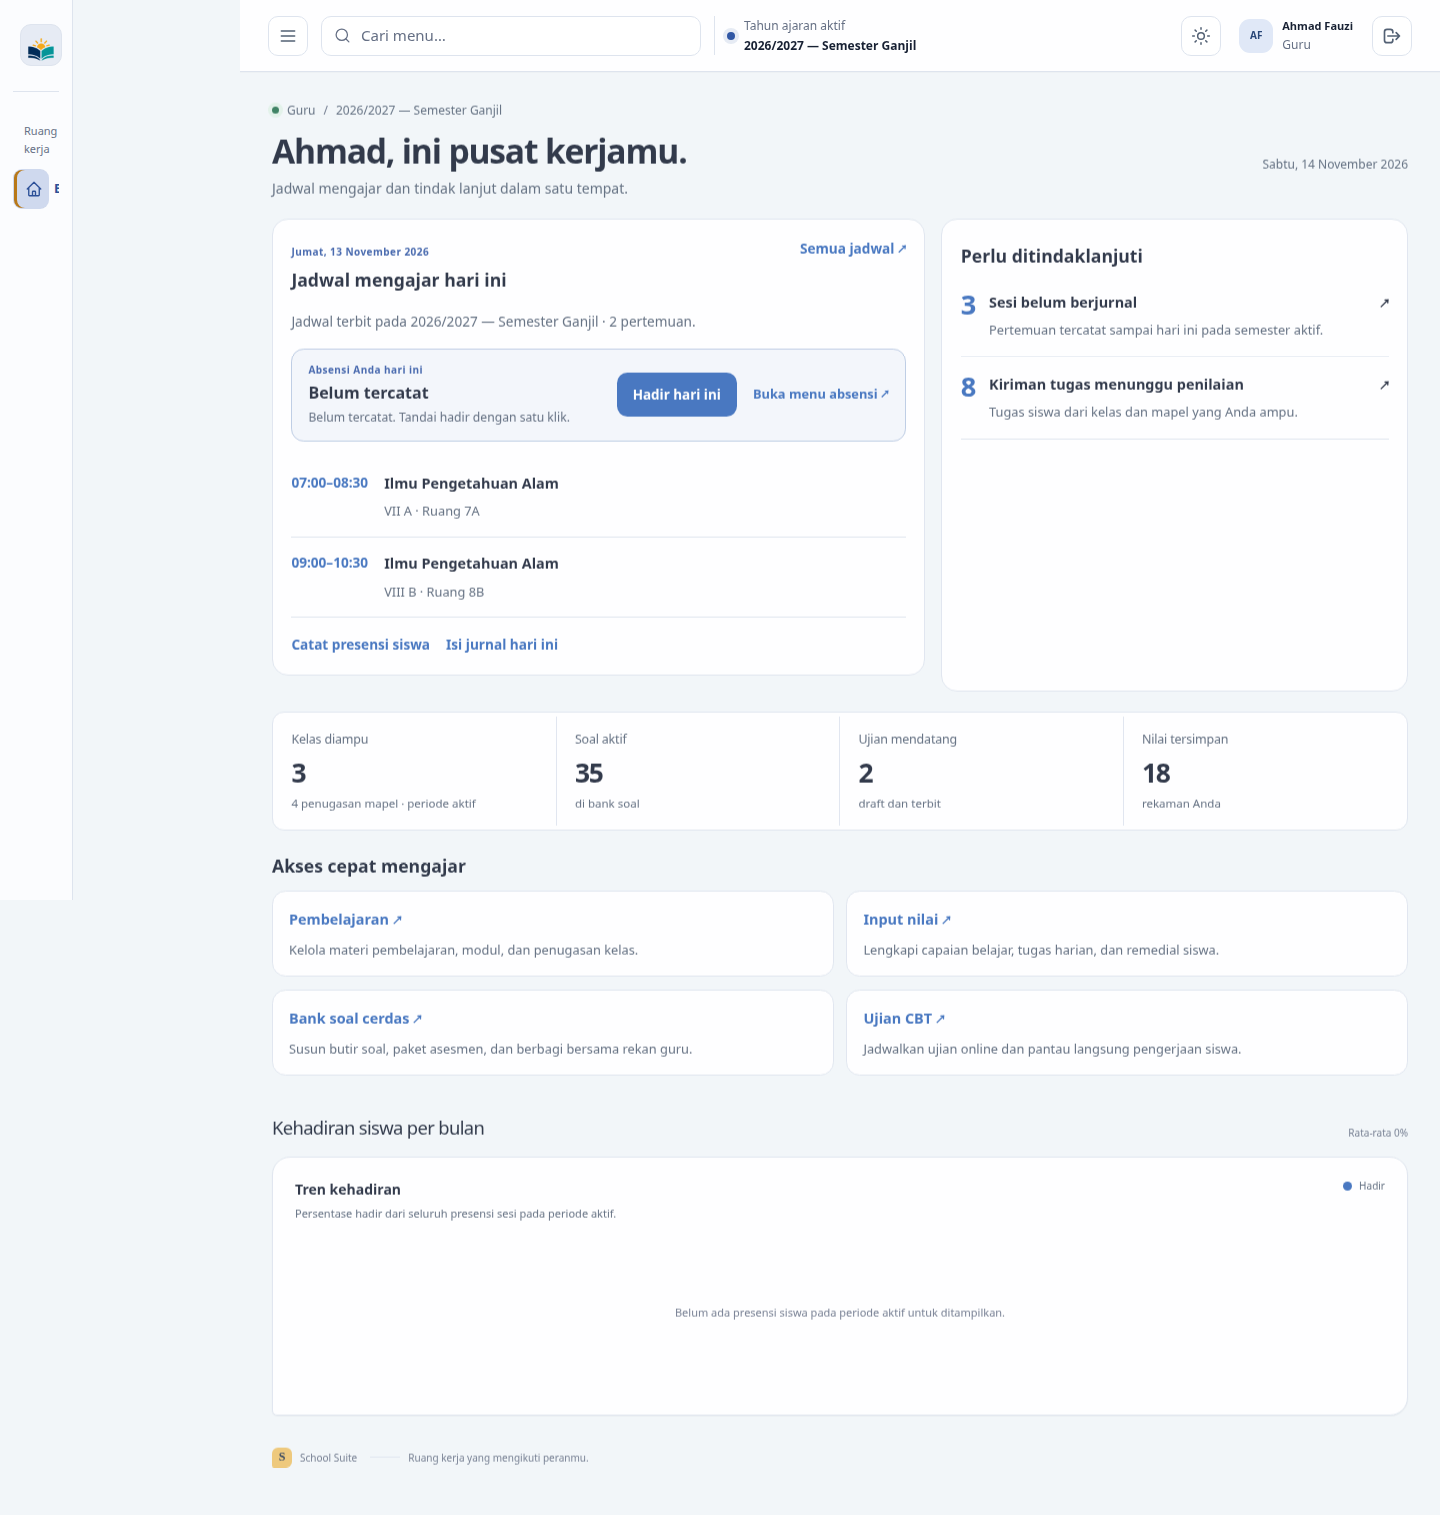 Cari menu...
Tahun ajaran aktif
2026/2027 — Semester Ganjil
AF
Ahmad Fauzi
Guru
Ruang
kerja
Guru / 2026/2027 — Semester Ganjil
Ahmad, ini pusat kerjamu.
Jadwal mengajar dan tindak lanjut dalam satu tempat.
Sabtu, 14 November 2026
Jumat, 13 November 2026
Semua jadwal ↗
Jadwal mengajar hari ini
Jadwal terbit pada 2026/2027 — Semester Ganjil · 2 pertemuan.
Absensi Anda hari ini
Belum tercatat
Belum tercatat. Tandai hadir dengan satu klik.
Hadir hari ini
Buka menu absensi ↗
07:00–08:30 Ilmu Pengetahuan Alam
VII A · Ruang 7A
09:00–10:30 Ilmu Pengetahuan Alam
VIII B · Ruang 8B
Catat presensi siswa Isi jurnal hari ini
Perlu ditindaklanjuti
3 Sesi belum berjurnal ↗
Pertemuan tercatat sampai hari ini pada semester aktif.
8 Kiriman tugas menunggu penilaian ↗
Tugas siswa dari kelas dan mapel yang Anda ampu.
Kelas diampu
3
4 penugasan mapel · periode aktif
Soal aktif
35
di bank soal
Ujian mendatang
2
draft dan terbit
Nilai tersimpan
18
rekaman Anda
Akses cepat mengajar
Pembelajaran ↗
Kelola materi pembelajaran, modul, dan penugasan kelas.
Input nilai ↗
Lengkapi capaian belajar, tugas harian, dan remedial siswa.
Bank soal cerdas ↗
Susun butir soal, paket asesmen, dan berbagi bersama rekan guru.
Ujian CBT ↗
Jadwalkan ujian online dan pantau langsung pengerjaan siswa.
Kehadiran siswa per bulan
Rata-rata 0%
Tren kehadiran
Hadir
Persentase hadir dari seluruh presensi sesi pada periode aktif.
Belum ada presensi siswa pada periode aktif untuk ditampilkan.
S School Suite Ruang kerja yang mengikuti peranmu.